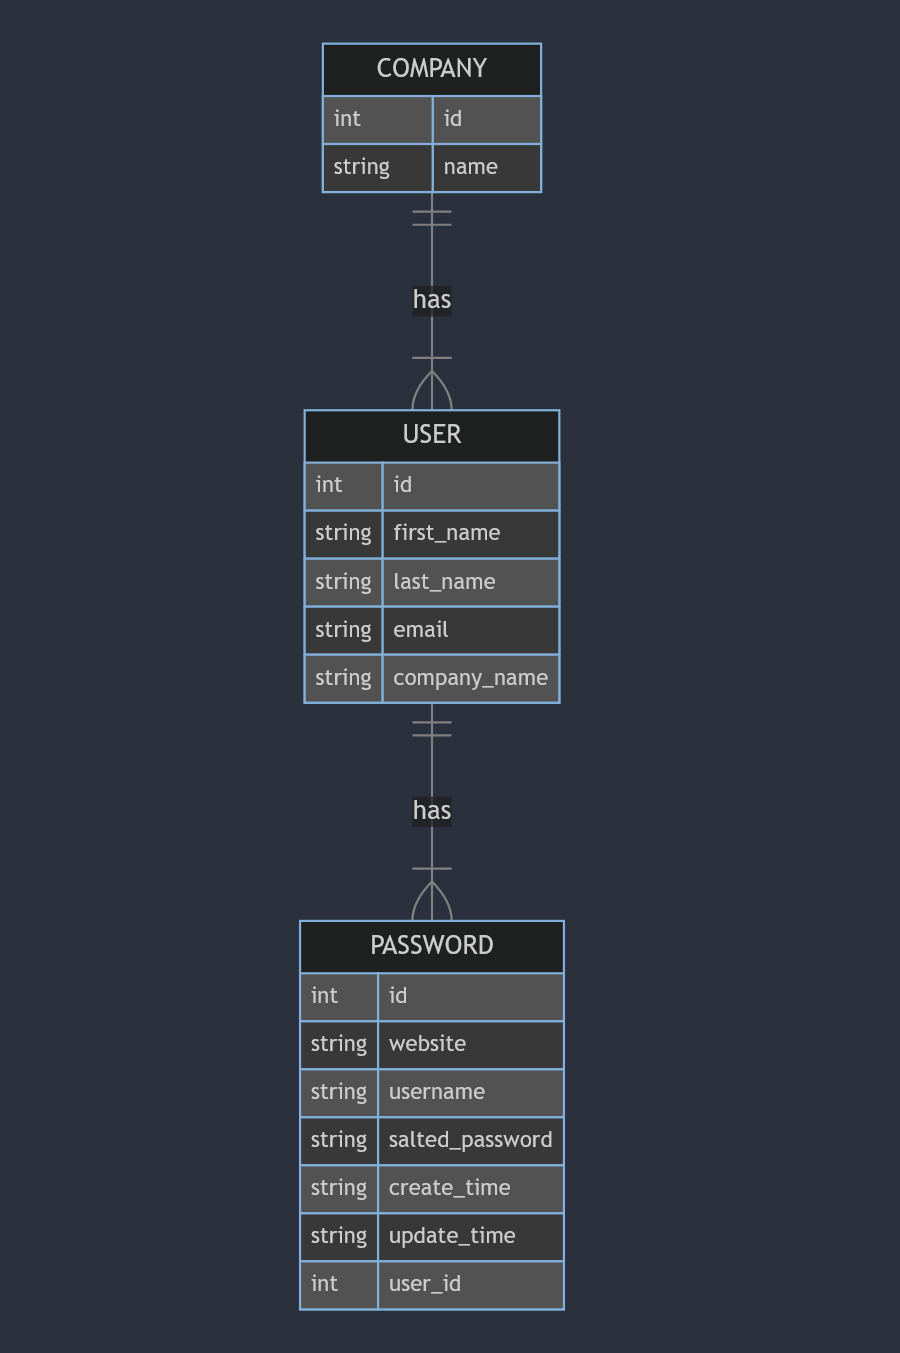 COMPANY
int id
string name
has
USER
int id
string first_name
string last_name
string email
string company_name
has
PASSWORD
int id
string website
string username
string salted_password
string create_time
string update_time
int user_id